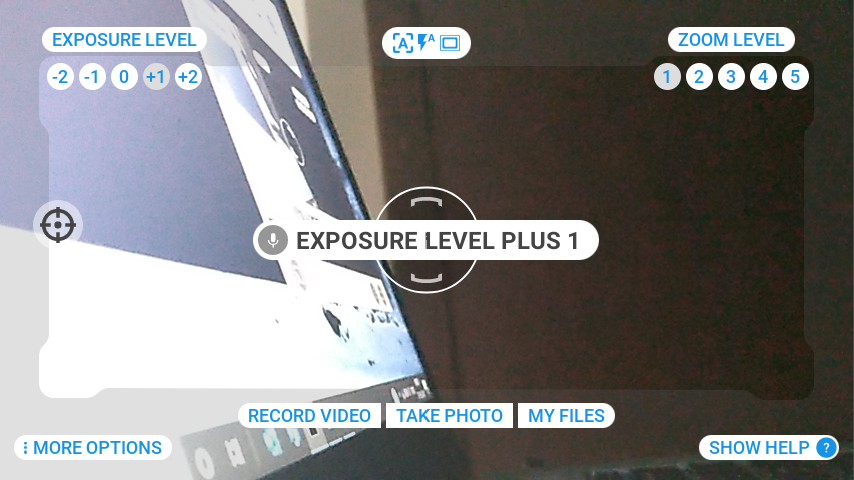 EXPOSURE LEVEL
-2 -1 0 +1 +2
A A
ZOOM LEVEL
1 2 3 4 5
EXPOSURE LEVEL PLUS 1
RECORD VIDEO TAKE PHOTO MY FILES
MORE OPTIONS
SHOW HELP ?